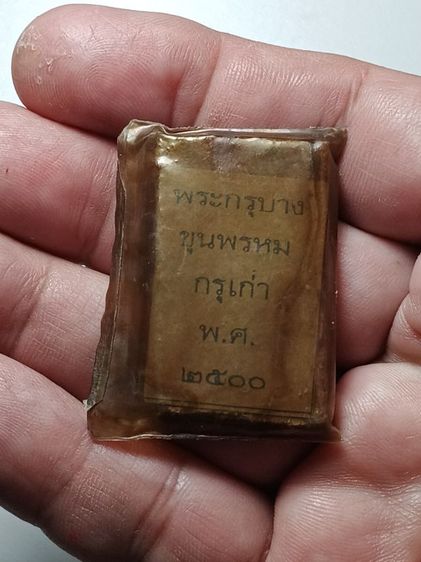 พระกรุบาง
ขุนพรหม
กรุเก่า
พ.ศ.
๒๕๐๐